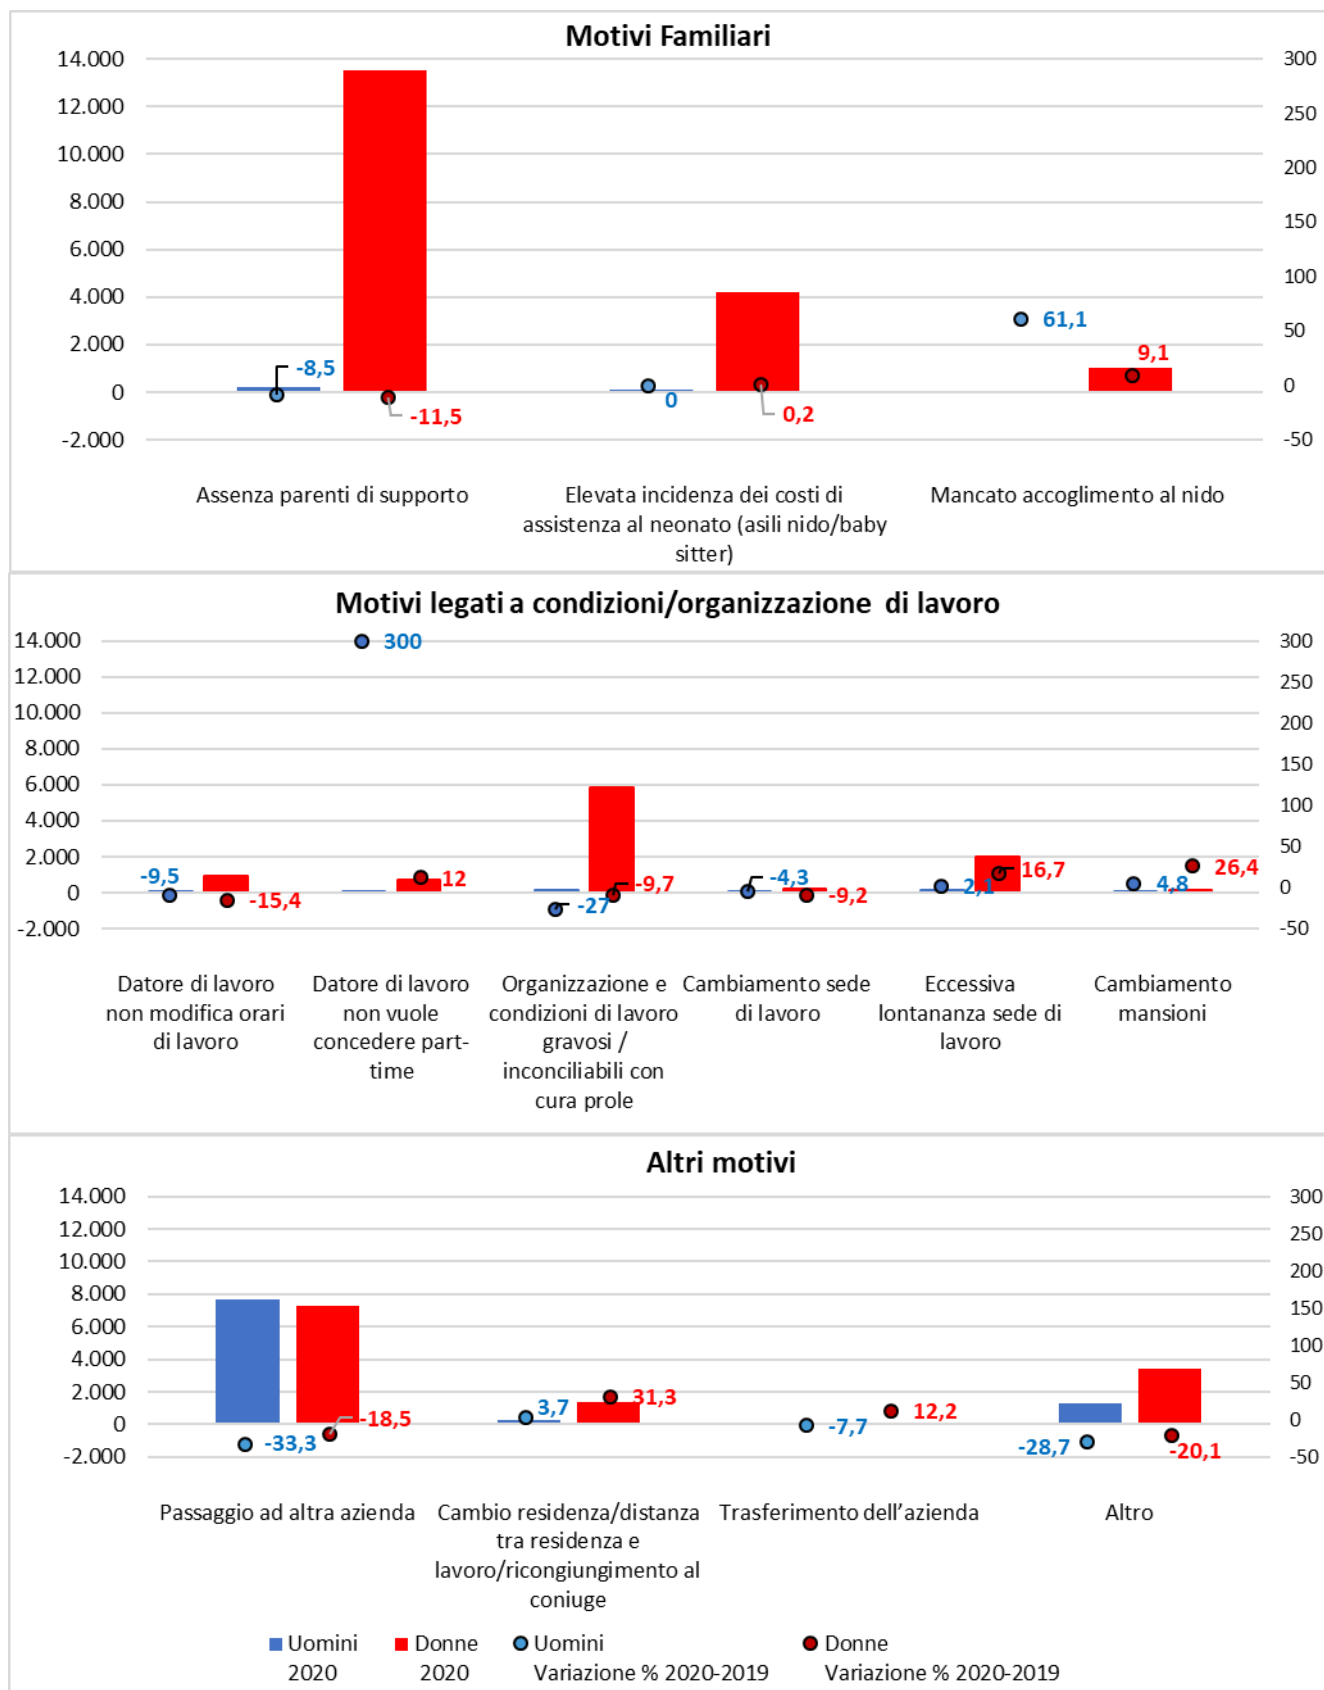 Motivi Familiari
14.000
12.000
10.000
8.000
6.000
4.000
2.000
0
-2.000
300
250
200
150
100
50
0
-50
-8,5
-11,5
0
0,2
61,1
9,1
Assenza parenti di supporto
Elevata incidenza dei costi di
assistenza al neonato (asili nido/baby
sitter)
Mancato accoglimento al nido
Motivi legati a condizioni/organizzazione di lavoro
14.000
12.000
10.000
8.000
6.000
4.000
2.000
0
-2.000
300
250
200
150
100
50
0
-50
-9,5
-15,4
300
12
-27
-9,7
-4,3
-9,2
2,1
16,7
4,8
26,4
Datore di lavoro
non modifica orari
di lavoro
Datore di lavoro
non vuole
concedere part-
time
Organizzazione e
condizioni di lavoro
gravosi /
inconciliabili con
cura prole
Cambiamento sede
di lavoro
Eccessiva
lontananza sede di
lavoro
Cambiamento
mansioni
Altri motivi
14.000
12.000
10.000
8.000
6.000
4.000
2.000
0
-2.000
300
250
200
150
100
50
0
-50
-33,3
-18,5
3,7
31,3
-7,7
12,2
-28,7
-20,1
Passaggio ad altra azienda
Cambio residenza/distanza
tra residenza e
lavoro/ricongiungimento al
coniuge
Trasferimento dell’azienda
Altro
Uomini
2020
Donne
2020
Uomini
Variazione % 2020-2019
Donne
Variazione % 2020-2019